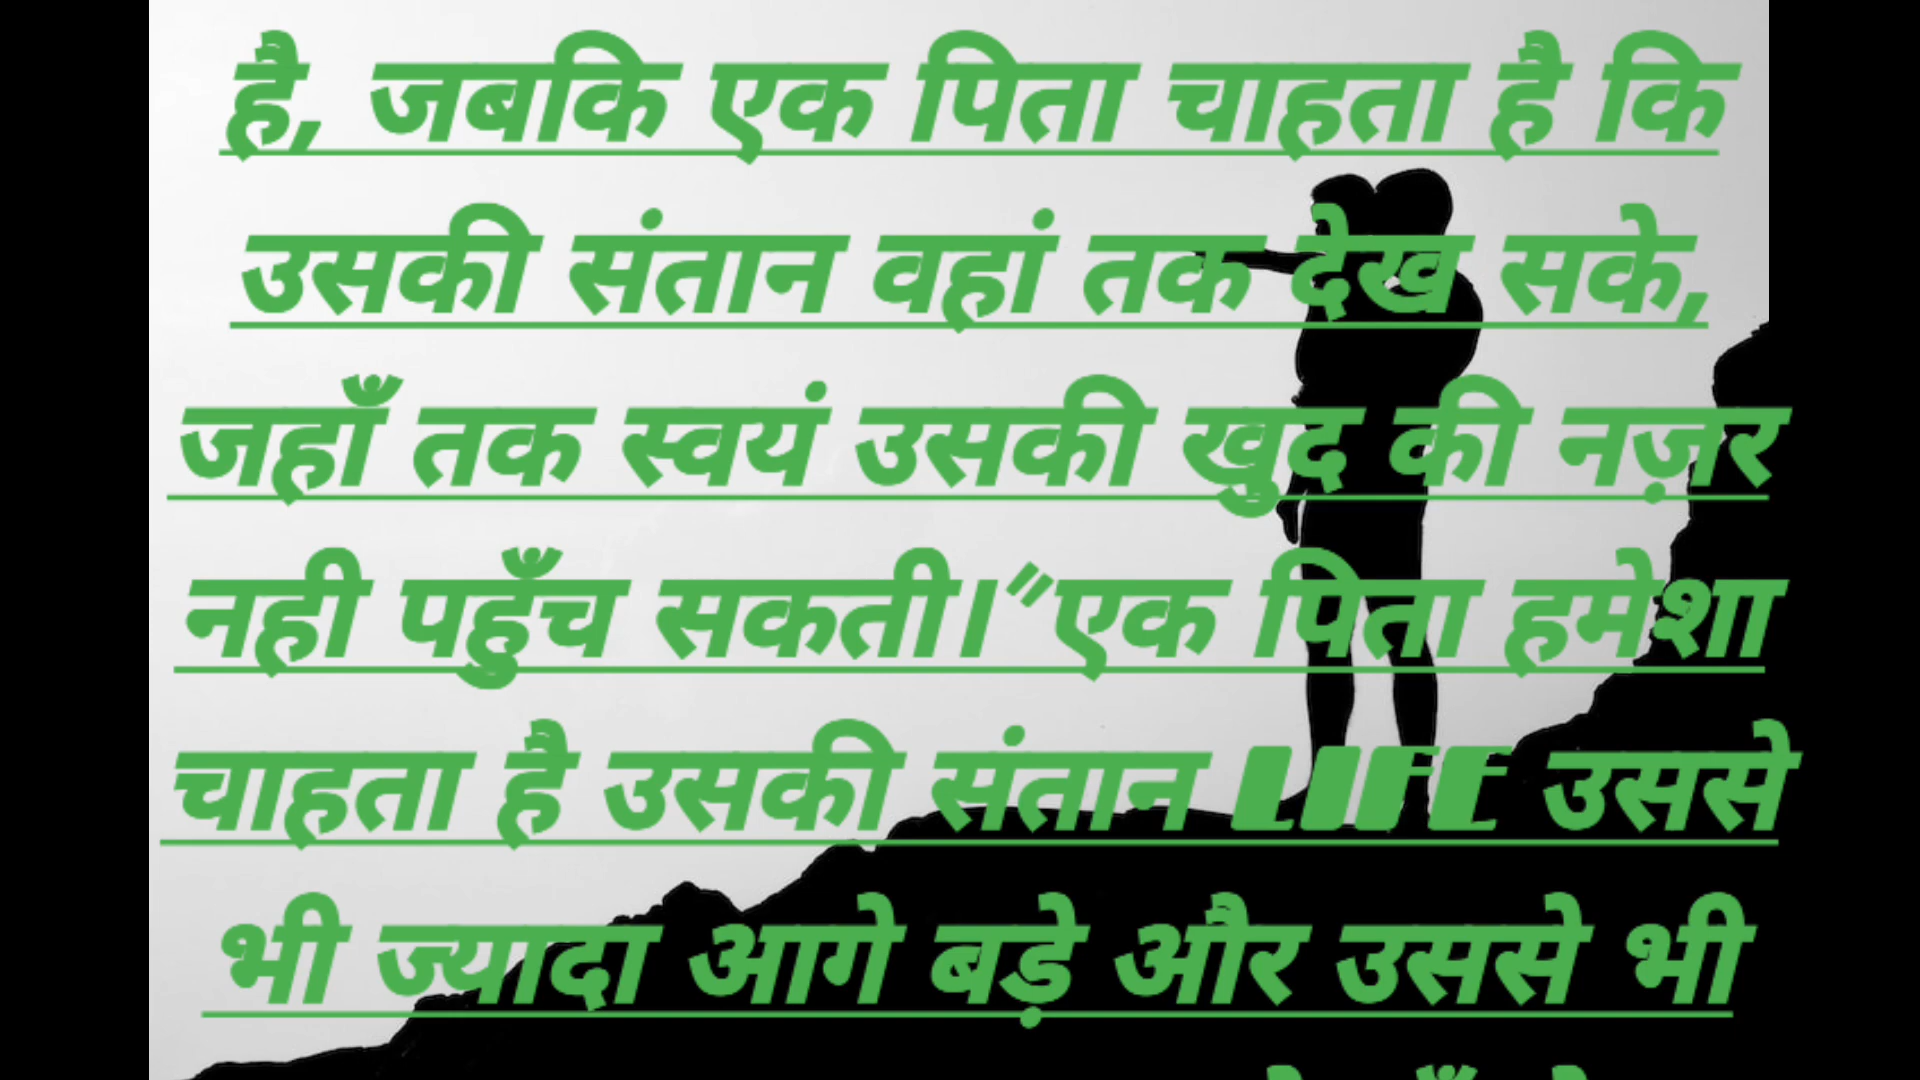 है, जबकि एक पिता चाहता है कि
उसकी संतान वहां तक देख सके,
जहाँ तक स्वयं उसकी खुद की नज़र
नही पहुँच सकती।”एक पिता हमेशा
चाहता है उसकी संतान LIFE उससे
भी ज्यादा आगे बड़े और उससे भी